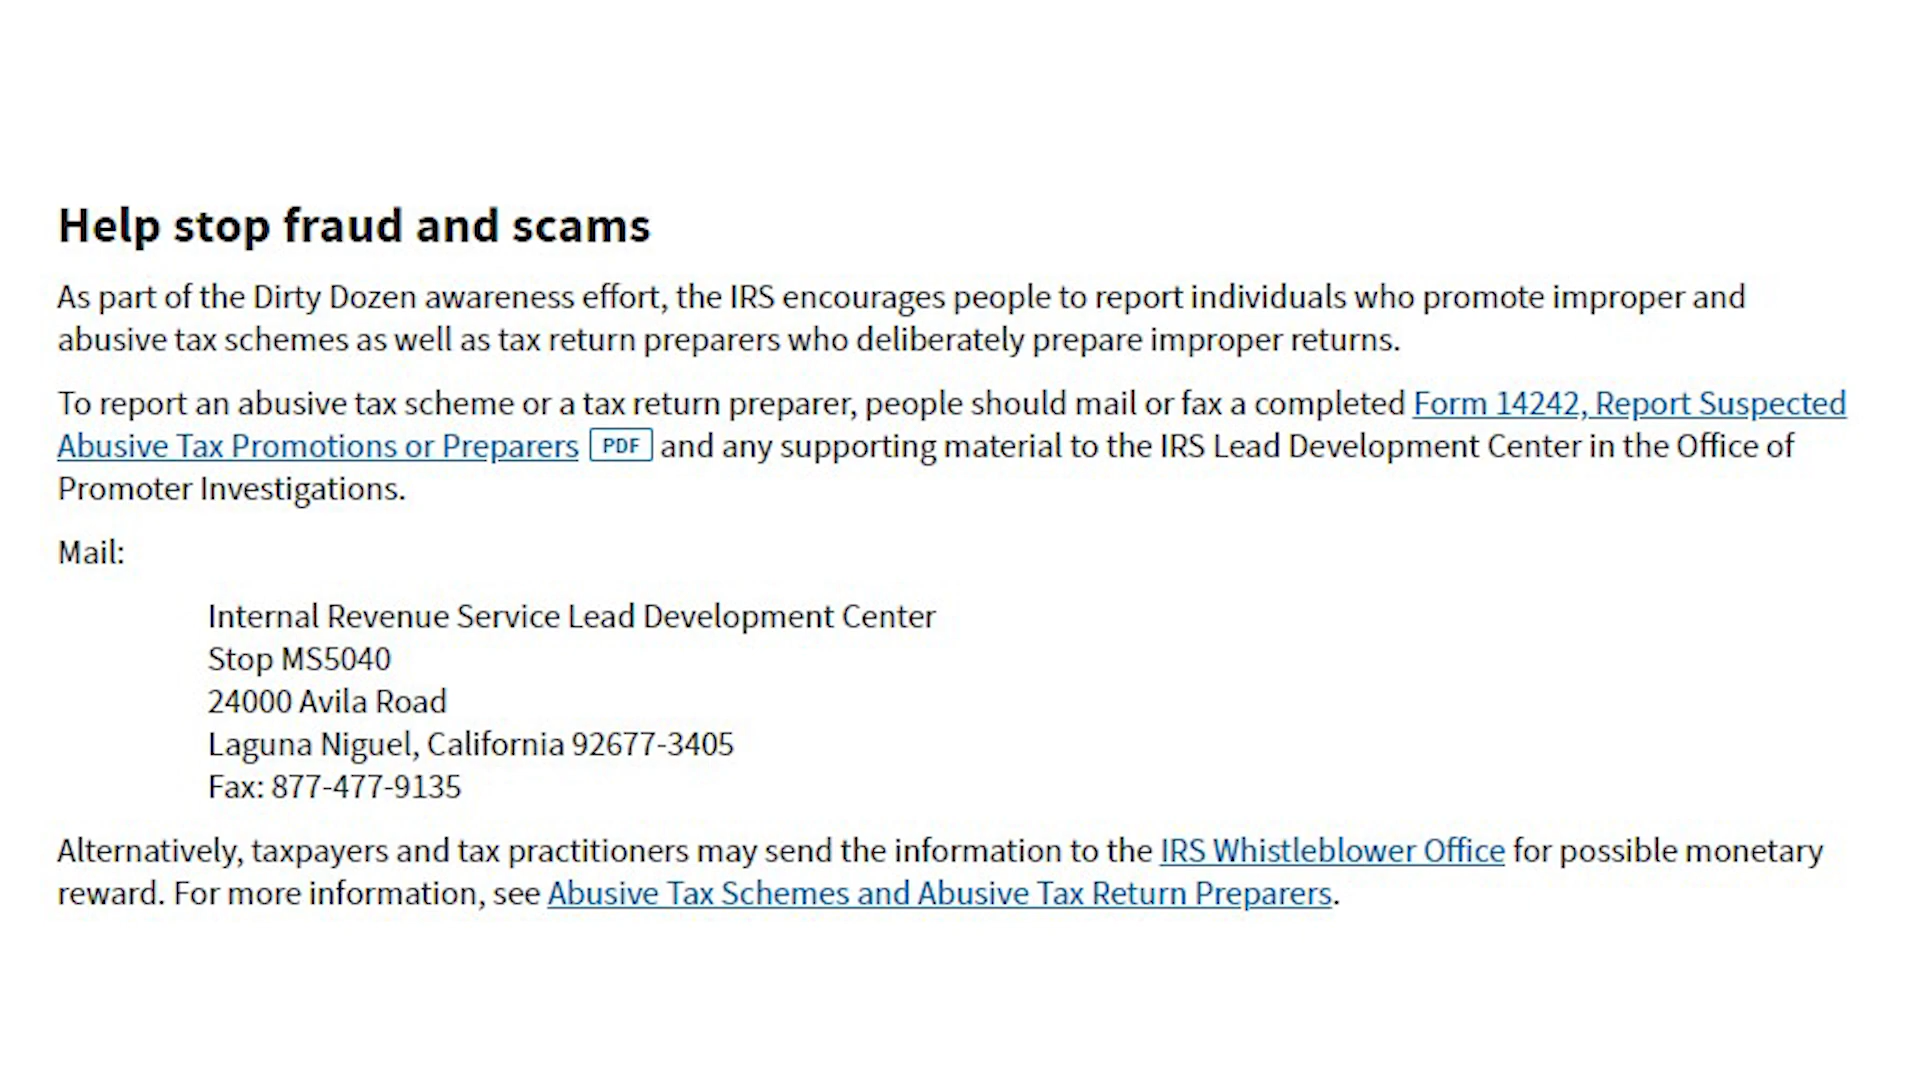 Help stop fraud and scams
As part of the Dirty Dozen awareness effort, the IRS encourages people to report individuals who promote improper and
abusive tax schemes as well as tax return preparers who deliberately prepare improper returns.
To report an abusive tax scheme or a tax return preparer, people should mail or fax a completed Form 14242, Report Suspected
Abusive Tax Promotions or Preparers PDF and any supporting material to the IRS Lead Development Center in the Office of
Promoter Investigations.
Mail:
Internal Revenue Service Lead Development Center
Stop MS5040
24000 Avila Road
Laguna Niguel, California 92677-3405
Fax: 877-477-9135
Alternatively, taxpayers and tax practitioners may send the information to the IRS Whistleblower Office for possible monetary
reward. For more information, see Abusive Tax Schemes and Abusive Tax Return Preparers.